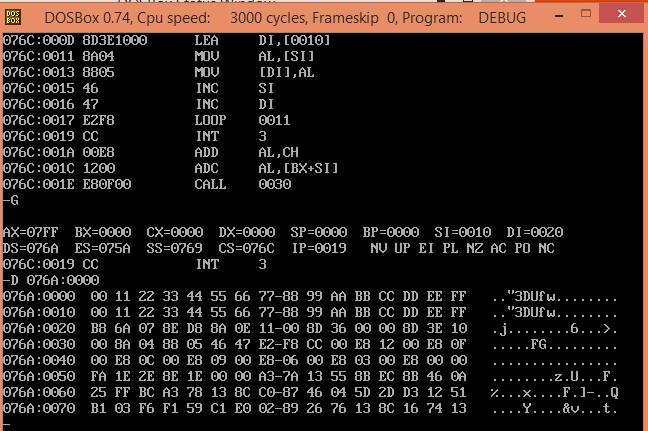 DOSBox 0.74, Cpu speed: 3000 cycles, Frameskip 0, Program: DEBUG
076C:000D 8D3E1000 LEA DI,[0010]
076C:0011 8A04 MOV AL,[SI]
076C:0013 8805 MOV [DI],AL
076C:0015 46 INC SI
076C:0016 47 INC DI
076C:0017 E2F8 LOOP 0011
076C:0019 CC INT 3
076C:001A 00E8 ADD AL,CH
076C:001C 1200 ADC AL,[BX+SI]
076C:001E E80F00 CALL 0030
-G
AX=07FF BX=0000 CX=0000 DX=0000 SP=0000 BP=0000 SI=0010 DI=0020
DS=076A ES=075A SS=0769 CS=076C IP=0019 NV UP EI PL NZ AC PO NC
076C:0019 CC INT 3
-D 076A:0000
076A:0000 00 11 22 33 44 55 66 77-88 99 AA BB CC DD EE FF .."3DUfw........
076A:0010 00 11 22 33 44 55 66 77-88 99 AA BB CC DD EE FF .."3DUfw........
076A:0020 B8 6A 07 8E D8 8A 0E 11-00 8D 36 00 00 8D 3E 10 .j........6...>.
076A:0030 00 8A 04 88 05 46 47 E2-F8 CC 00 E8 12 00 E8 0F .....FG.........
076A:0040 00 E8 0C 00 E8 09 00 E8-06 00 E8 03 00 E8 00 00 ................
076A:0050 FA 1E 2E 8E 1E 00 00 A3-7A 13 55 8B EC 8B 46 0A ........z.U...F.
076A:0060 25 FF BC A3 78 13 8C C0-87 46 04 5D 2D D3 12 51 %...x....F.]-..Q
076A:0070 B1 03 F6 F1 59 C1 E0 02-89 26 76 13 8C 16 74 13 ....Y....&v...t.
-